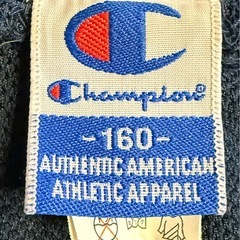 Champion
-160-
AUTHENTIC AMERICAN
ATHLETIC APPAREL